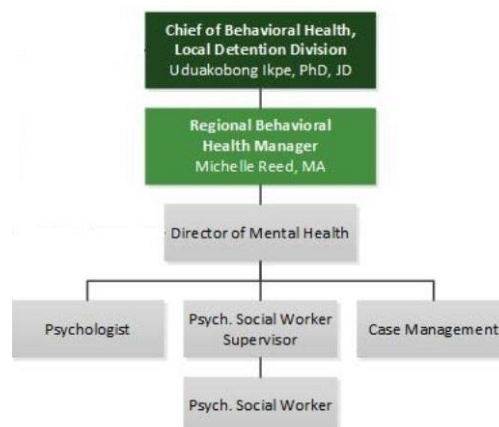 Chief of Behavioral Health,
Local Detention Division
Uduakobong Ikpe, PhD, JD
Regional Behavioral
Health Manager
Michelle Reed, MA
Director of Mental Health
Psychologist
Psych. Social Worker
Supervisor
Case Management
Psych. Social Worker